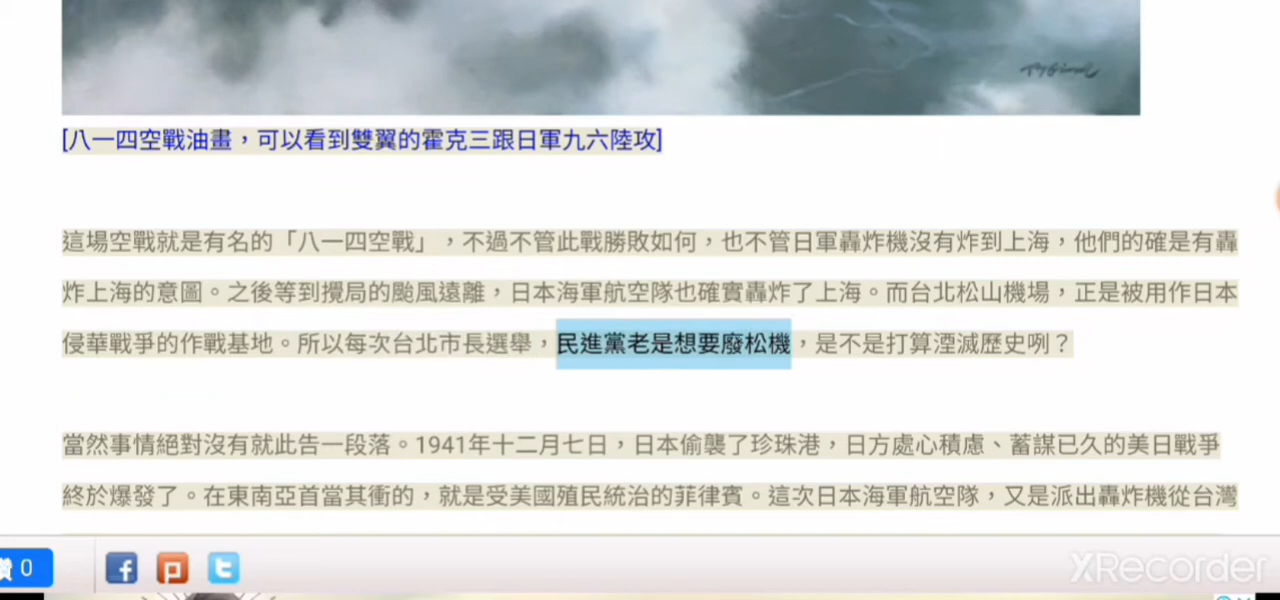 [八一四空戰油畫，可以看到雙翼的霍克三跟日軍九六陸攻]
這場空戰就是有名的「八一四空戰」，不過不管此戰勝敗如何，也不管日軍轟炸機沒有炸到上海，他們的確是有轟
炸上海的意圖。之後等到攪局的颱風遠離，日本海軍航空隊也確實轟炸了上海。而台北松山機場，正是被用作日本
侵華戰爭的作戰基地。所以每次台北市長選舉，民進黨老是想要廢松機，是不是打算湮滅歷史咧？
當然事情絕對沒有就此告一段落。1941年十二月七日，日本偷襲了珍珠港，日方處心積慮、蓄謀已久的美日戰爭
終於爆發了。在東南亞首當其衝的，就是受美國殖民統治的菲律賓。這次日本海軍航空隊，又是派出轟炸機從台灣
讚 0
XRecorder